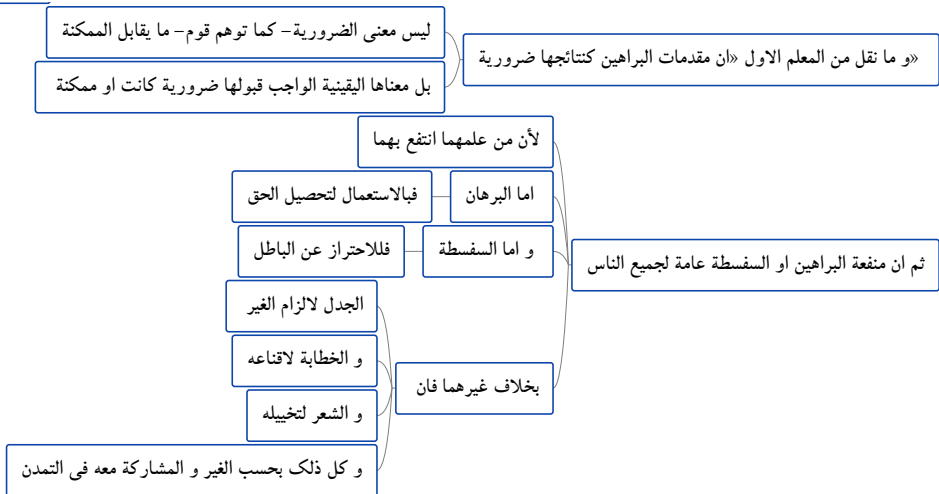 «و ما نقل من المعلم الاول «ان مقدمات البراهين كنتائجها ضرورية
ليس معنى الضرورية– كما توهم قوم– ما يقابل الممكنة
بل معناها اليقينية الواجب قبولها ضرورية كانت او ممكنة
ثم ان منفعة البراهين او السفسطة عامة لجميع الناس
لأن من علمهما انتفع بهما
اما البرهان
فبالاستعمال لتحصيل الحق
و اما السفسطة
فللاحتراز عن الباطل
بخلاف غيرهما فان
الجدل لالزام الغير
و الخطابة لاقناعه
و الشعر لتخييله
و كل ذلک بحسب الغير و المشاركة معه فى التمدن